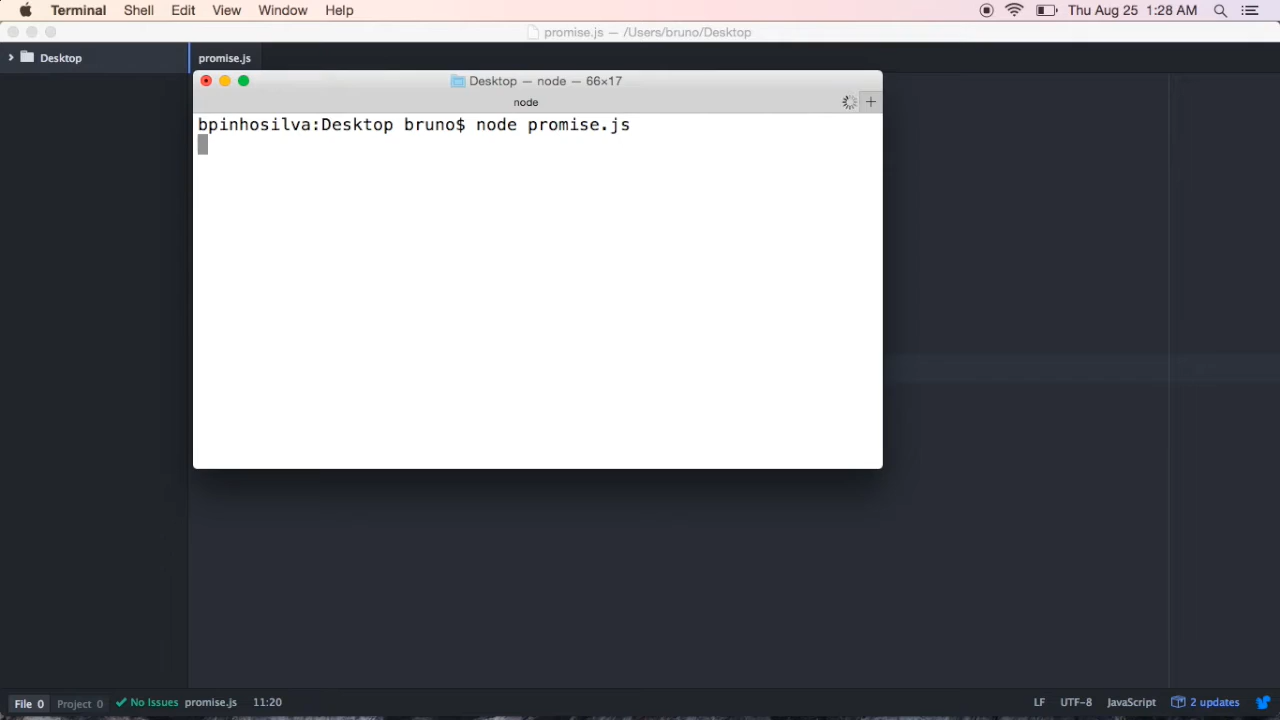 Terminal Shell Edit View Window Help Thu Aug 25 1:28 AM
promise.js — /Users/bruno/Desktop
Desktop promise.js
Desktop — node — 66×17
node +
bpinhosilva:Desktop bruno$ node promise.js
File 0 Project 0 No Issues promise.js 11:20 LF UTF-8 JavaScript 2 updates